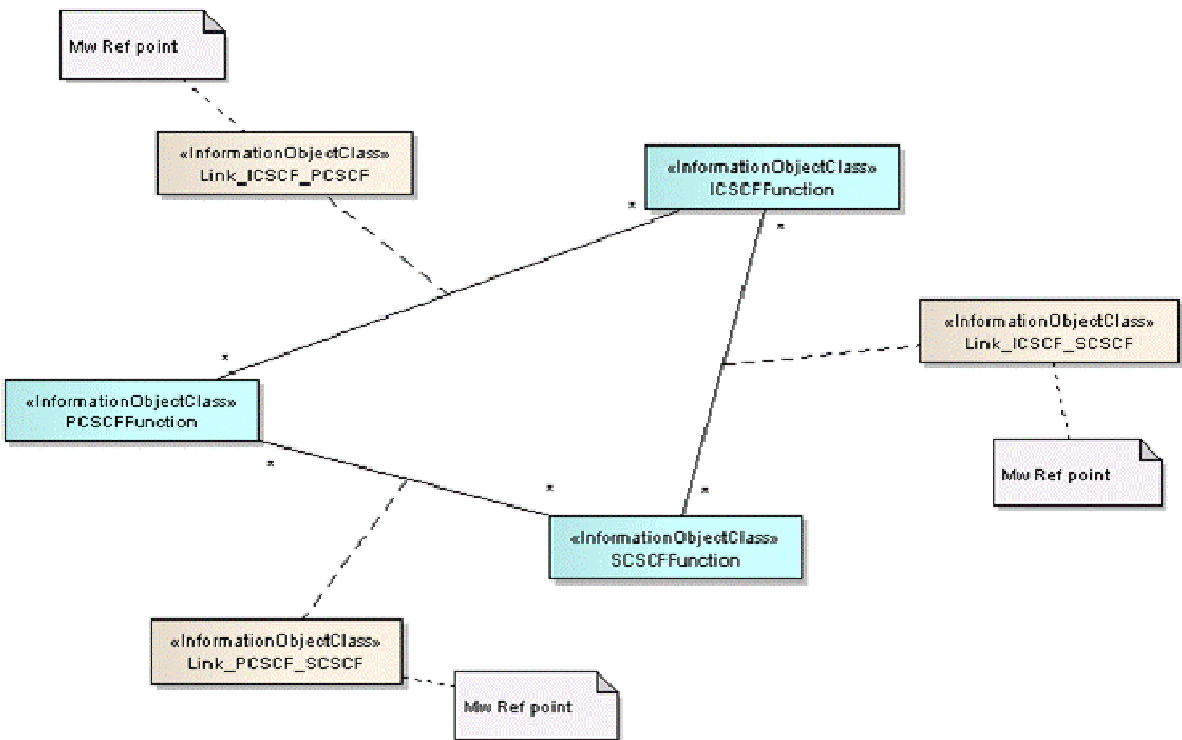 Mw Ref point
«InformationObjectClass»
Link_ICSCF_PCSCF
«InformationObjectClass»
ICSCFFunction
*
*
«InformationObjectClass»
Link_ICSCF_SCSCF
*
«InformationObjectClass»
PCSCFFunction
*
*
*
Mw Ref point
«InformationObjectClass»
SCSCFFunction
«InformationObjectClass»
Link_PCSCF_SCSCF
Mw Ref point